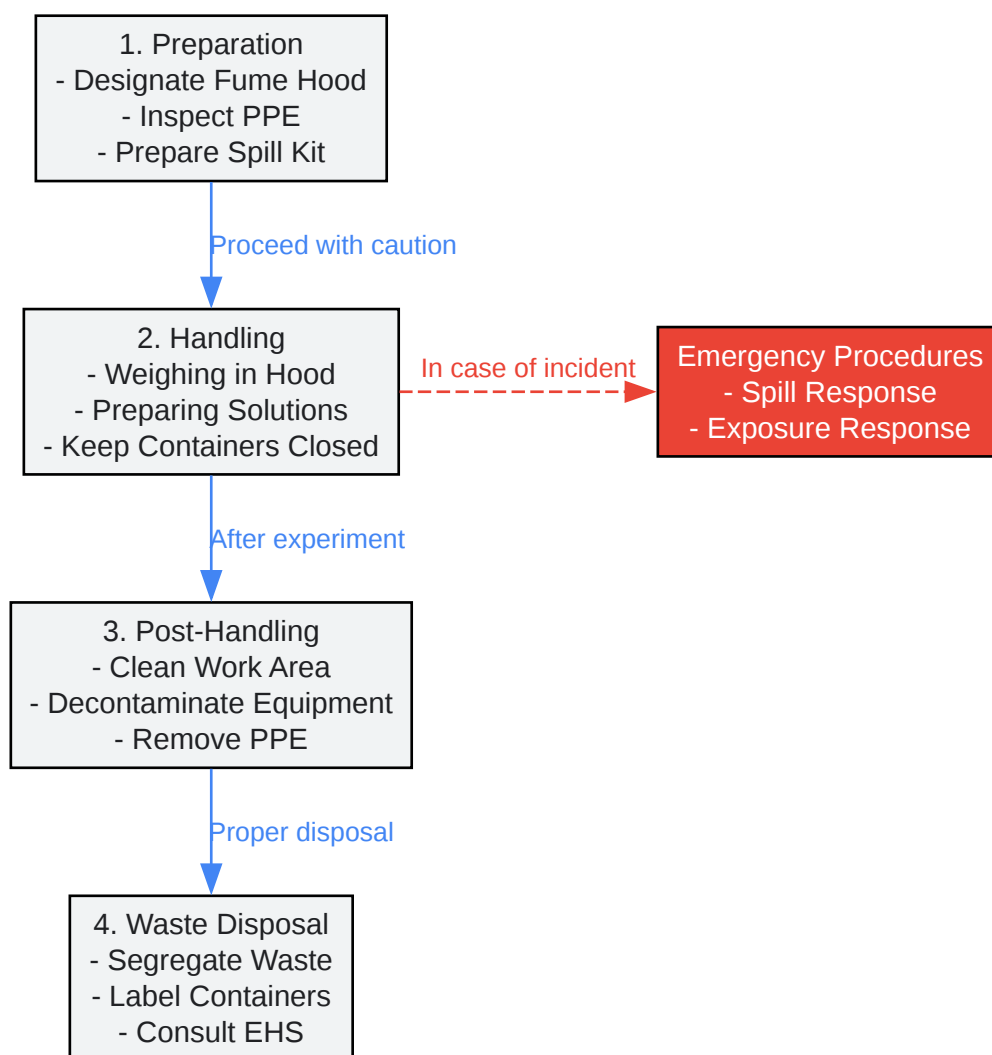 1. Preparation
- Designate Fume Hood
- Inspect PPE
- Prepare Spill Kit
Proceed with caution
2. Handling
- Weighing in Hood
- Preparing Solutions
- Keep Containers Closed
In case of incident
Emergency Procedures
- Spill Response
- Exposure Response
After experiment
3. Post-Handling
- Clean Work Area
- Decontaminate Equipment
- Remove PPE
Proper disposal
4. Waste Disposal
- Segregate Waste
- Label Containers
- Consult EHS